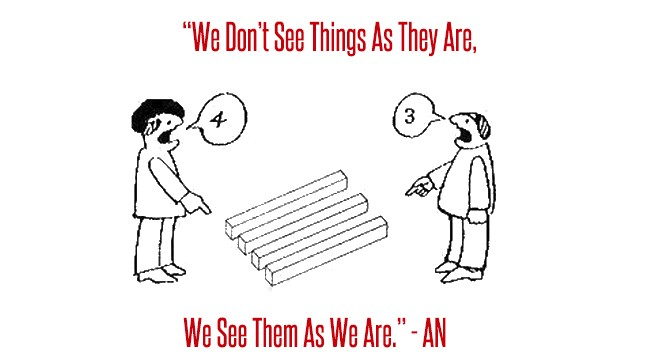 “We Don’t See Things As They Are,
4
3
We See Them As We Are.” - AN